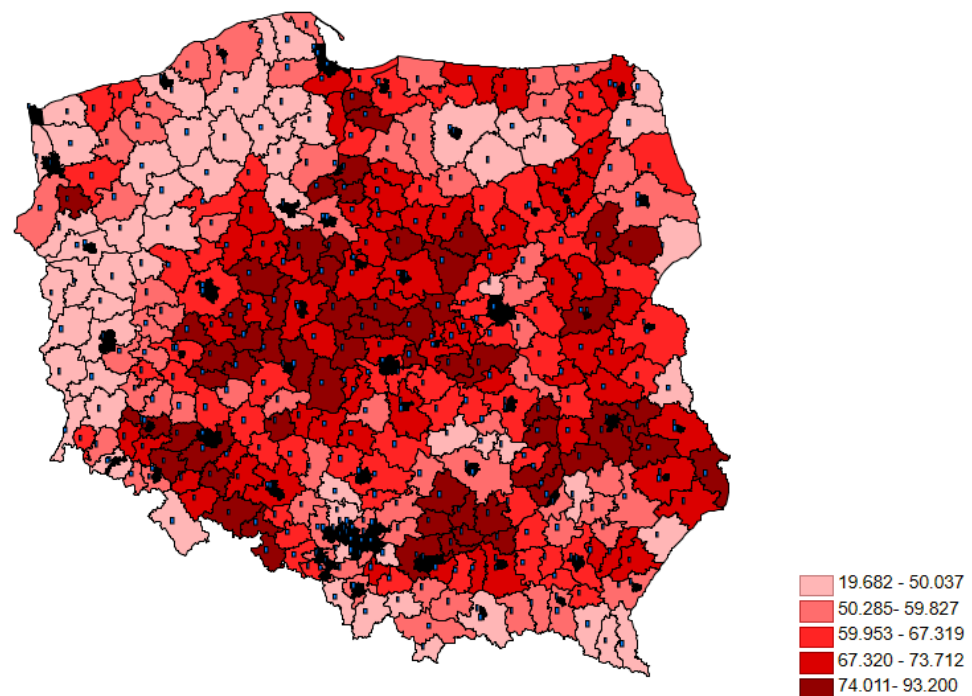 19.682 - 50.037
50.285- 59.827
59.953 - 67.319
67.320 - 73.712
74.011- 93.200